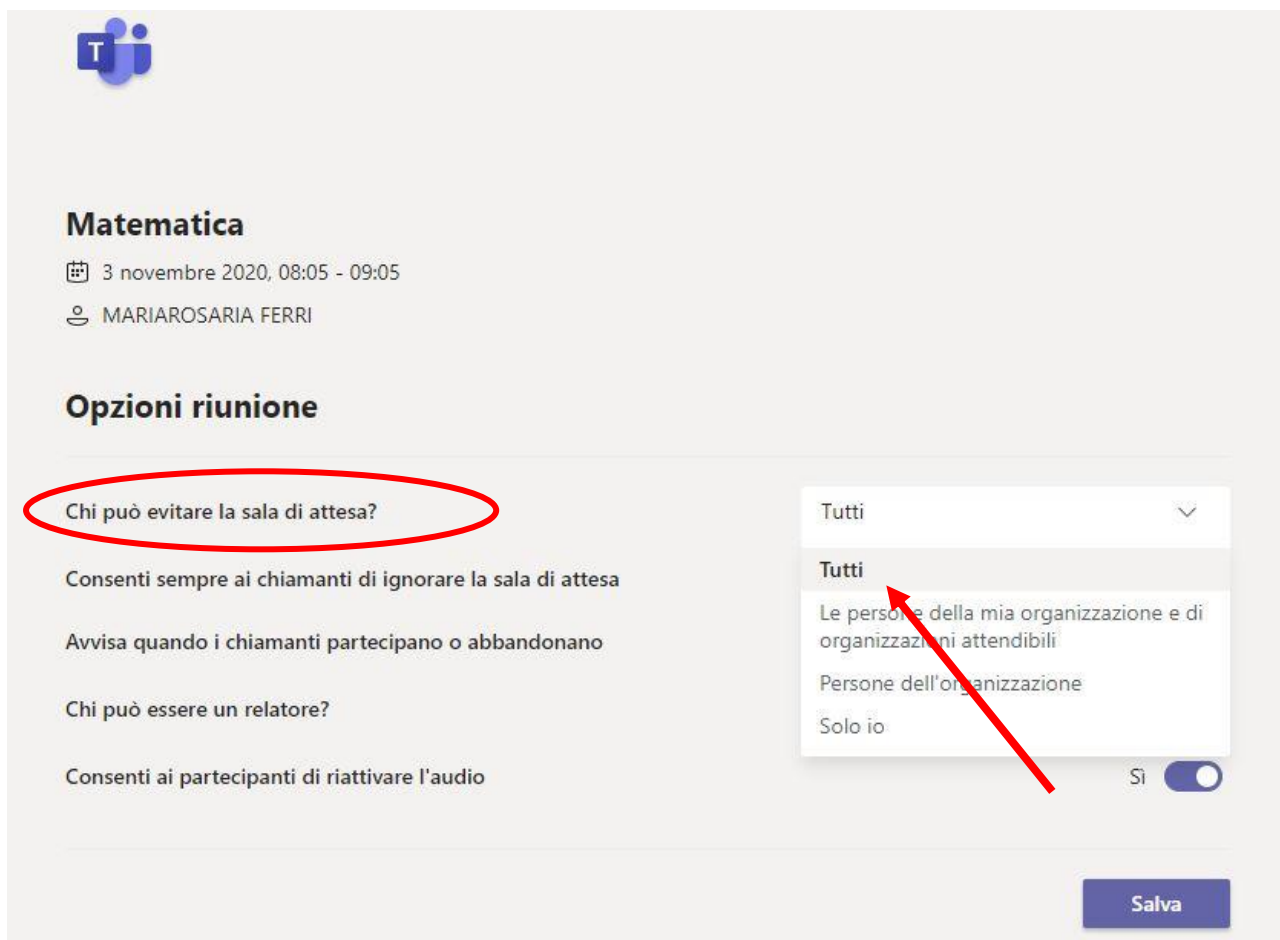 T
Matematica
3 novembre 2020, 08:05 - 09:05
MARIAROSARIA FERRI
Opzioni riunione
Chi può evitare la sala di attesa?
Tutti
Tutti
Consenti sempre ai chiamanti di ignorare la sala di attesa
Le persone della mia organizzazione e di
organizzazioni attendibili
Avvisa quando i chiamanti partecipano o abbandonano
Persone dell'organizzazione
Chi può essere un relatore?
Solo io
Consenti ai partecipanti di riattivare l'audio
Sì
Salva